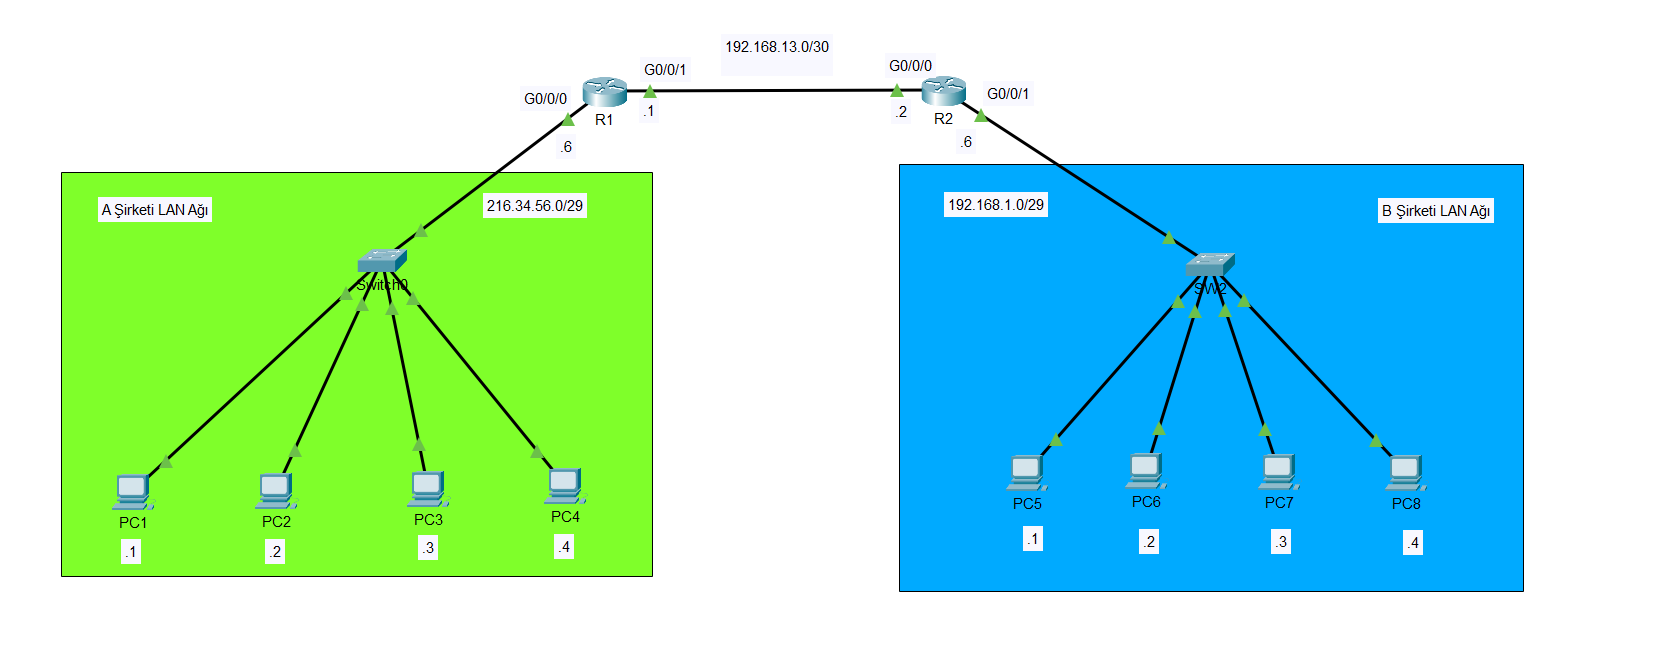 192.168.13.0/30
G0/0/1
G0/0/0
G0/0/0
G0/0/1
R1
.1
.2
R2
.6
.6
A Şirketi LAN Ağı
216.34.56.0/29
192.168.1.0/29
B Şirketi LAN Ağı
Switch0
SW2
PC1
PC2
PC3
PC4
PC5
PC6
PC7
PC8
.1
.2
.3
.4
.1
.2
.3
.4